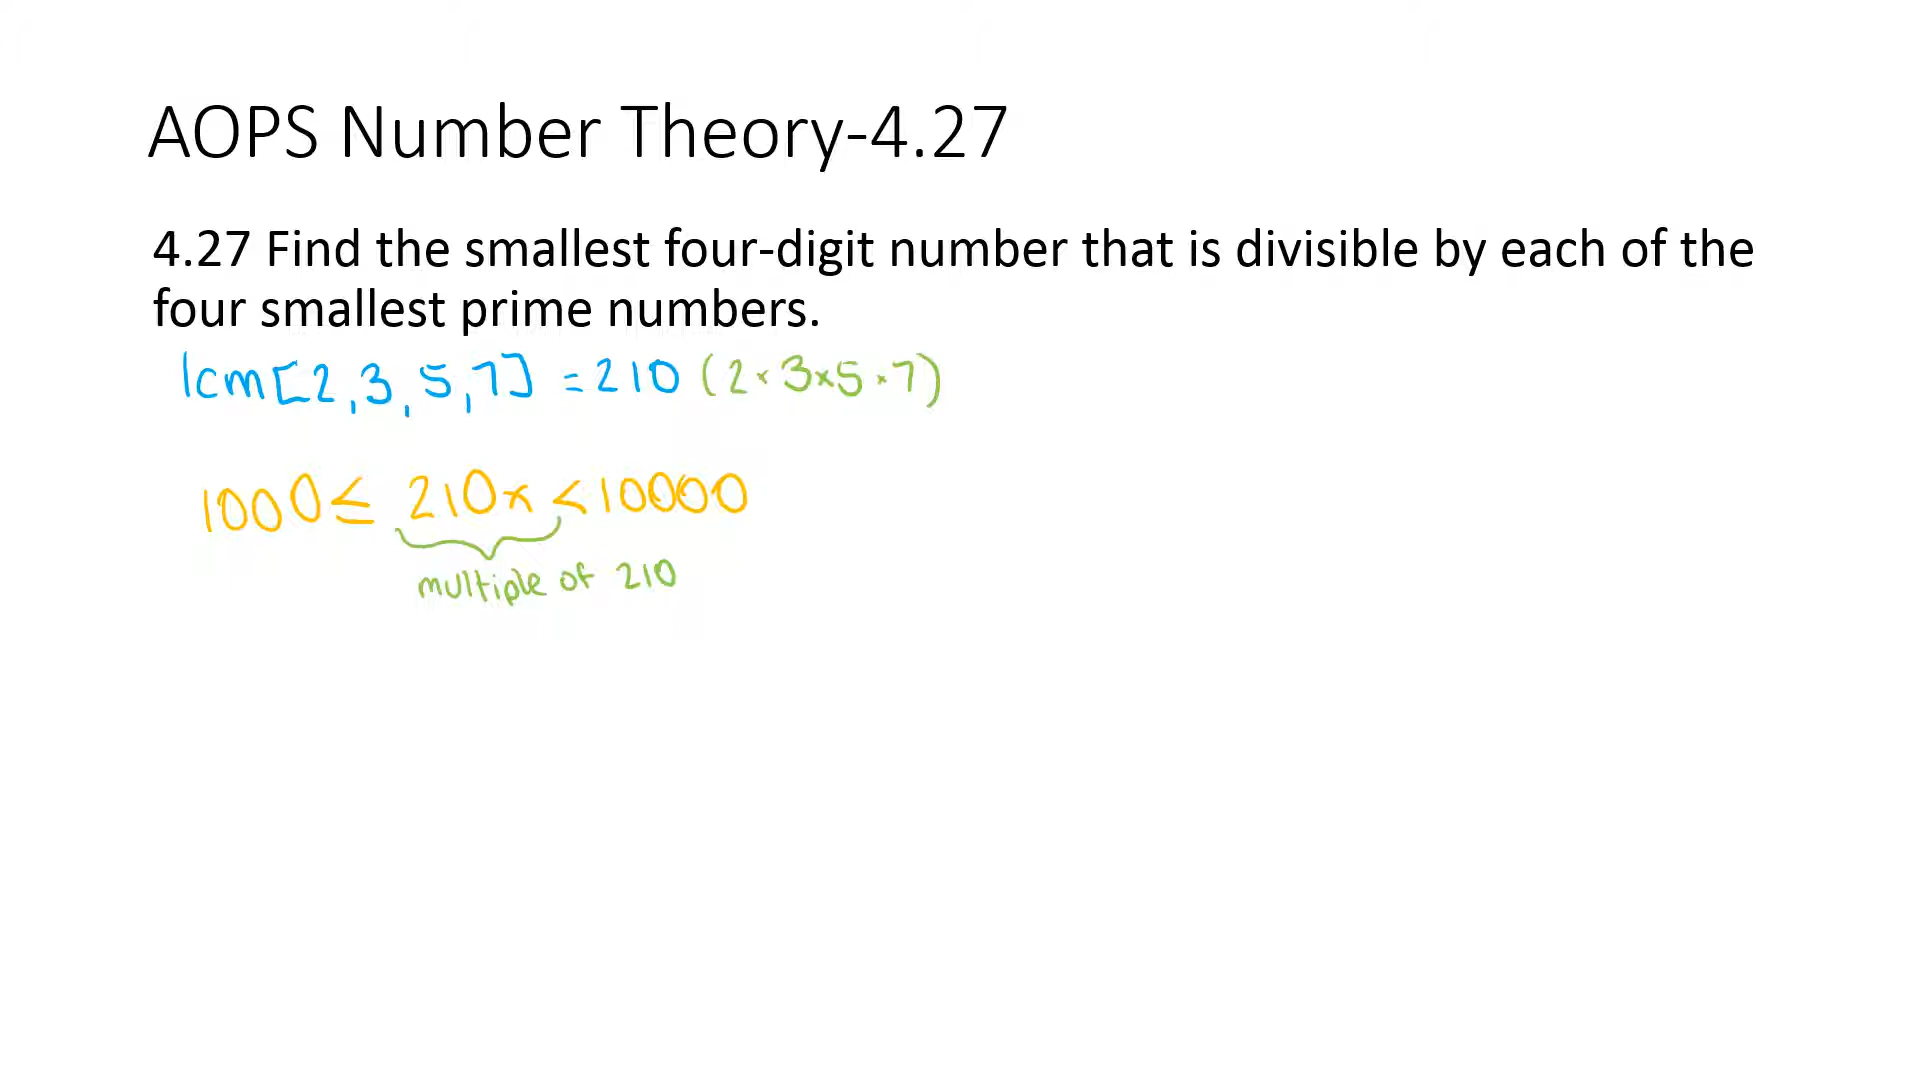 AOPS Number Theory-4.27
4.27 Find the smallest four-digit number that is divisible by each of the
four smallest prime numbers.
lcm[2,3,5,7] = 210 (2×3×5×7)
1000 ≤ 210x < 10000
multiple of 210